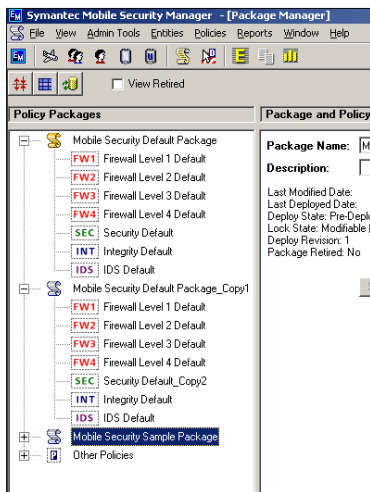 Symantec Mobile Security Manager - [Package Manager]
File View Admin Tools Entities Policies Reports Window Help
View Retired
Policy Packages
Package and Policy
Mobile Security Default Package
Package Name: M
FW1 Firewall Level 1 Default
Description:
FW2 Firewall Level 2 Default
FW3 Firewall Level 3 Default
Last Modified Date:
Last Deployed Date:
FW4 Firewall Level 4 Default
Deploy State: Pre-Deplo
SEC Security Default
Lock State: Modifiable (
Deploy Revision: 1
INT Integrity Default
Package Retired: No
IDS IDS Default
Mobile Security Default Package_Copy1
FW1 Firewall Level 1 Default
FW2 Firewall Level 2 Default
FW3 Firewall Level 3 Default
FW4 Firewall Level 4 Default
SEC Security Default_Copy2
INT Integrity Default
IDS IDS Default
Mobile Security Sample Package
P Other Policies